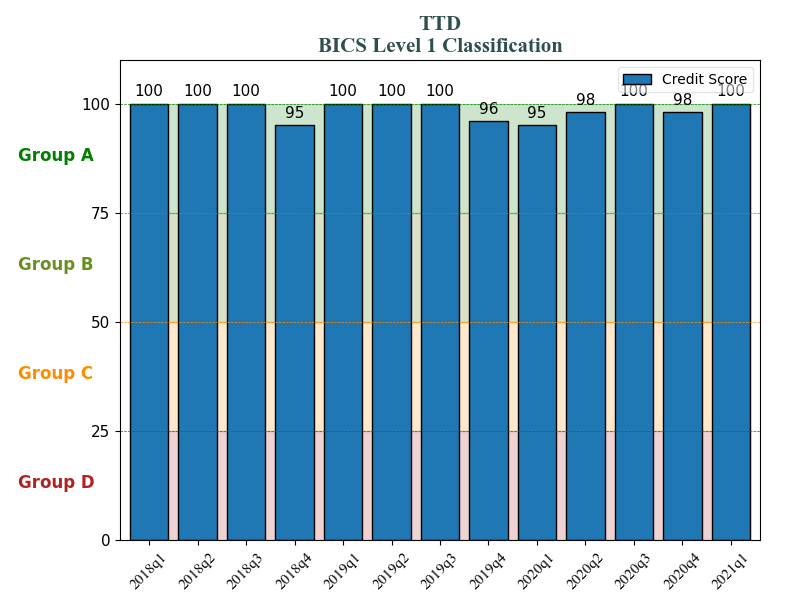 TTD
BICS Level 1 Classification
Credit Score
100 100 100 95 100 100 100 96 95 98 100 98 100
100
Group A
75
Group B
50
Group C
25
Group D
0
2018q1 2018q2 2018q3 2018q4 2019q1 2019q2 2019q3 2019q4 2020q1 2020q2 2020q3 2020q4 2021q1